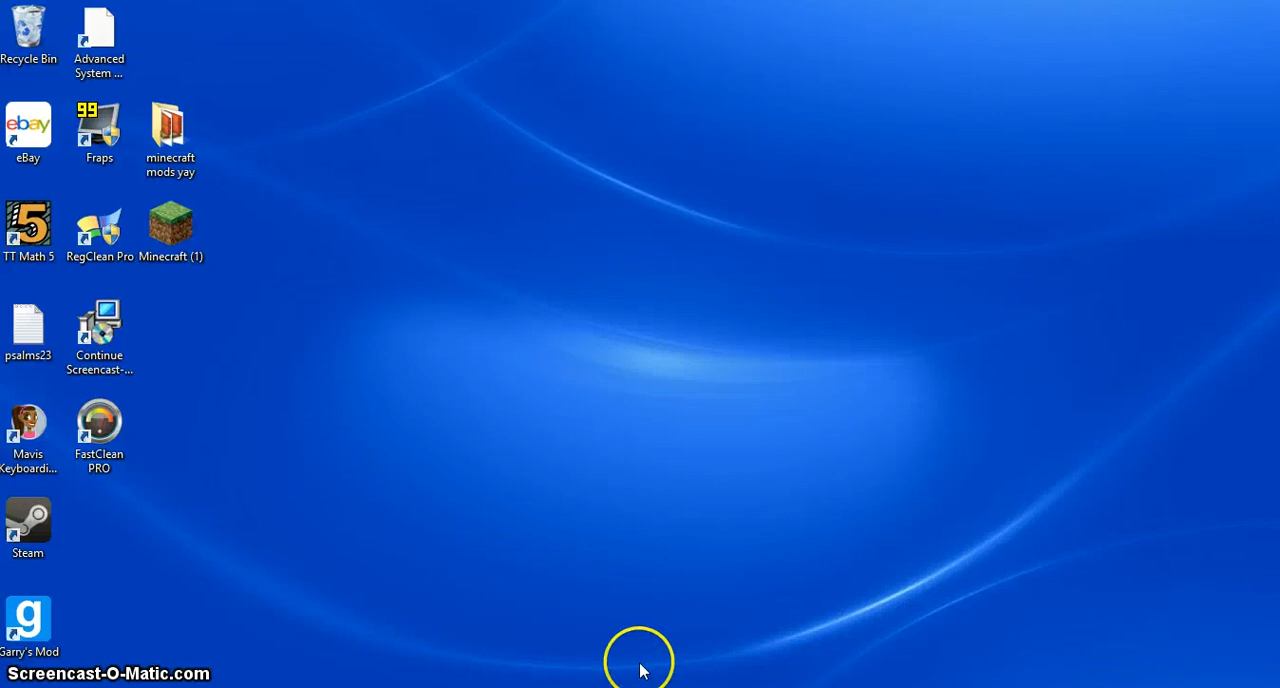 Recycle Bin
Advanced
System ...
ebay
eBay
99
Fraps
minecraft
mods yay
5
TT Math 5
RegClean Pro
Minecraft (1)
psalms23
Continue
Screencast-...
Mavis
Keyboardi...
FastClean
PRO
Steam
g
Garry's Mod
Screencast-O-Matic.com